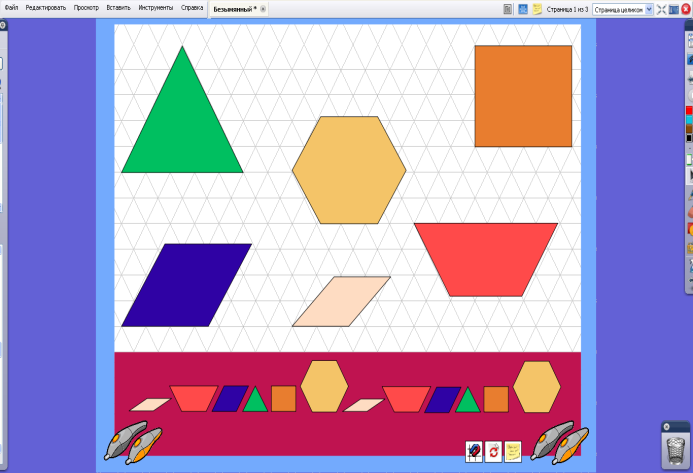 Файл Редактировать Просмотр Вставить Инструменты Справка Безымянный * Страница 1 из 3 Страница целиком